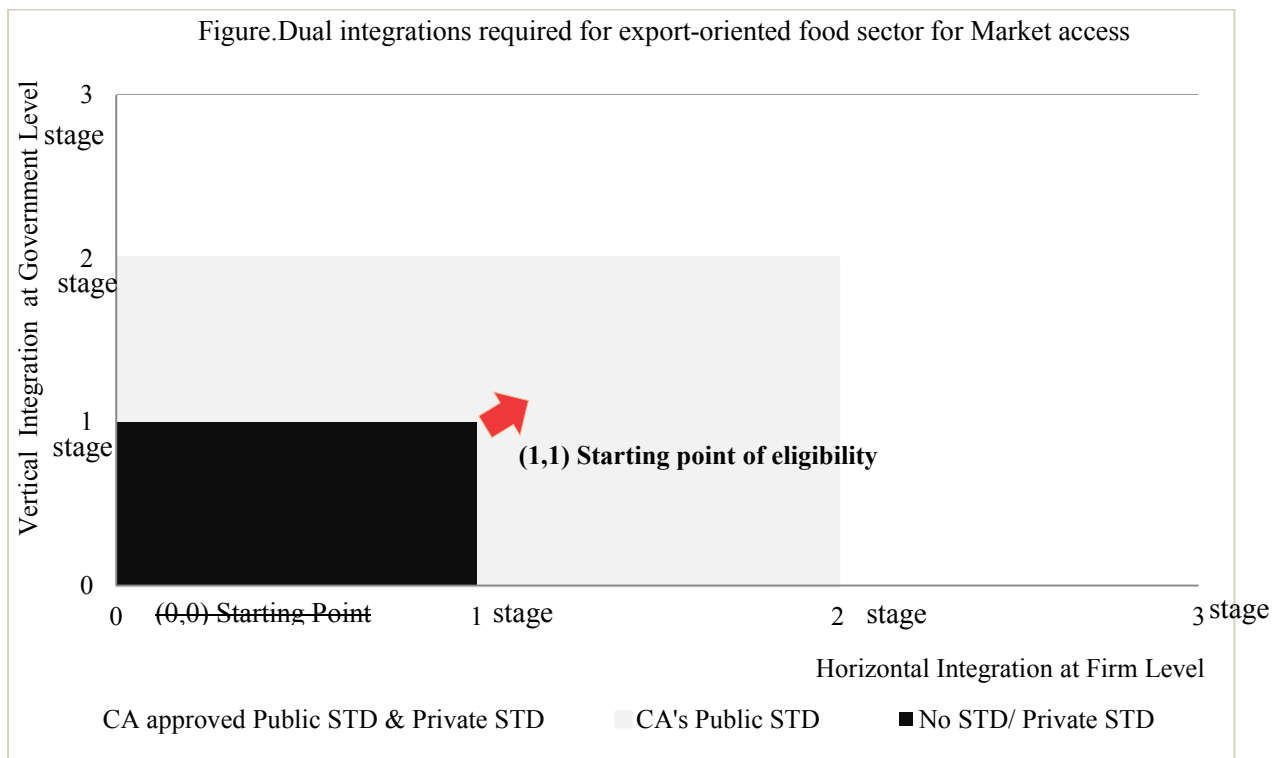 Figure.Dual integrations required for export-oriented food sector for Market access
Vertical Integration at Government Level
3
stage
2
stage
1
stage
(1,1) Starting point of eligibility
0
0 (0,0) Starting Point 1 stage 2 stage 3 stage
Horizontal Integration at Firm Level
CA approved Public STD & Private STD CA's Public STD No STD/ Private STD